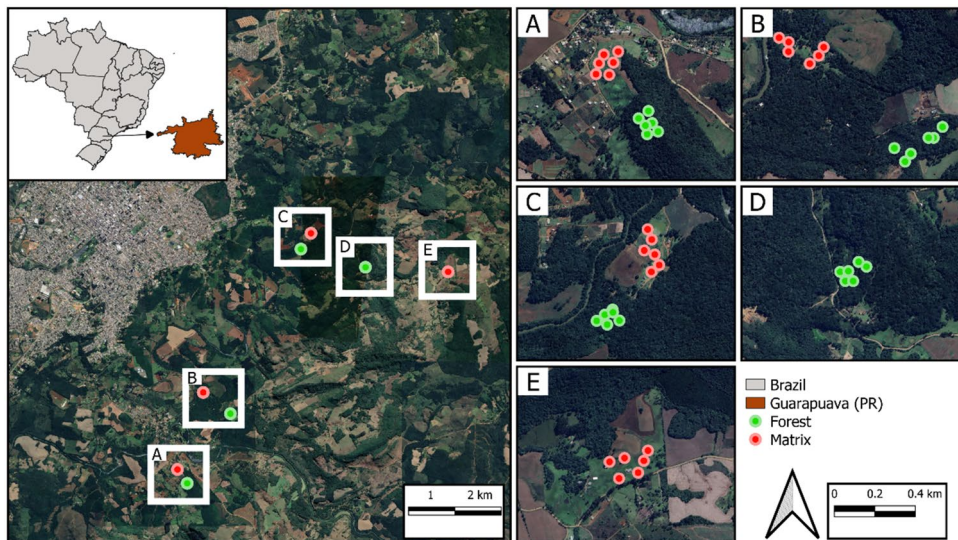 A
B
C
D
E
B
A
1 2 km
A
B
C
D
E
Brazil
Guarapuava (PR)
Forest
Matrix
0 0.2 0.4 km